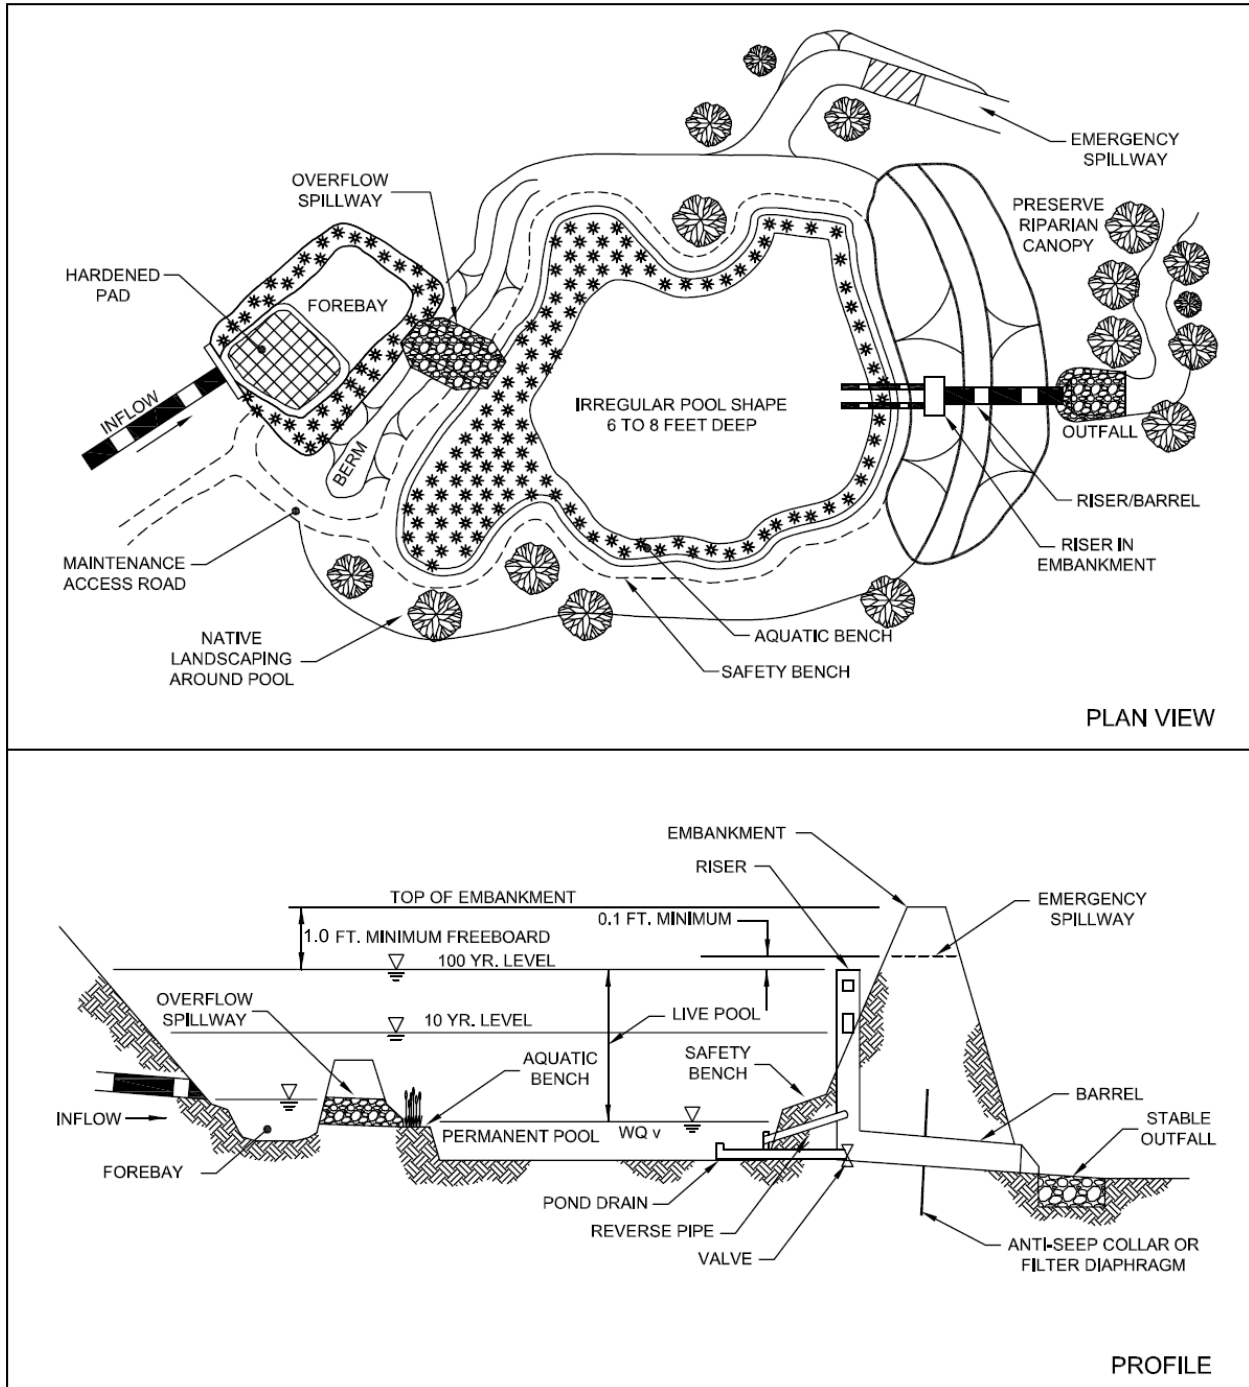 EMERGENCY
SPILLWAY
OVERFLOW
SPILLWAY
PRESERVE
RIPARIAN
CANOPY
HARDENED
PAD
FOREBAY
INFLOW
IRREGULAR POOL SHAPE
6 TO 8 FEET DEEP
OUTFALL
BERM
RISER/BARREL
MAINTENANCE
ACCESS ROAD
RISER IN
EMBANKMENT
NATIVE
LANDSCAPING
AROUND POOL
AQUATIC BENCH
SAFETY BENCH
PLAN VIEW
EMBANKMENT
RISER
TOP OF EMBANKMENT
EMERGENCY
SPILLWAY
0.1 FT. MINIMUM
1.0 FT. MINIMUM FREEBOARD
100 YR. LEVEL
OVERFLOW
SPILLWAY
10 YR. LEVEL
LIVE POOL
AQUATIC
BENCH
SAFETY
BENCH
BARREL
INFLOW
STABLE
OUTFALL
PERMANENT POOL
WQ v
FOREBAY
POND DRAIN
REVERSE PIPE
VALVE
ANTI-SEEP COLLAR OR
FILTER DIAPHRAGM
PROFILE